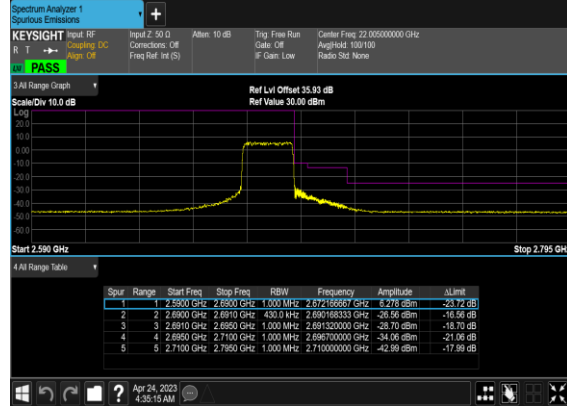 Spectrum Analyzer 1
Spurious Emissions
+
KEYSIGHT Input: RF Input Z: 50 Ω Atten: 10 dB Trig: Free Run Center Freq: 22.005000000 GHz
R T Coupling: DC Corrections: Off Gate: Off Avg|Hold: 100/100
Align: Off Freq Ref: Int (S) IF Gain: Low Radio Std: None
PASS
3 All Range Graph
Ref Lvl Offset 35.93 dB
Scale/Div 10.0 dB Ref Value 30.00 dBm
Log
20.0
10.0
0.00
-10.0
-20.0
-30.0
-40.0
-50.0
-60.0
Start 2.590 GHz Stop 2.795 GHz
4 All Range Table
Spur Range Start Freq Stop Freq RBW Frequency Amplitude ΔLimit
1 1 2.5900 GHz 2.6900 GHz 1.000 MHz 2.672166667 GHz 6.278 dBm -23.72 dB
2 2 2.6900 GHz 2.6910 GHz 430.0 kHz 2.690168333 GHz -26.56 dBm -16.56 dB
3 3 2.6910 GHz 2.6950 GHz 1.000 MHz 2.691320000 GHz -28.70 dBm -18.70 dB
4 4 2.6950 GHz 2.7100 GHz 1.000 MHz 2.696700000 GHz -34.06 dBm -21.06 dB
5 5 2.7100 GHz 2.7950 GHz 1.000 MHz 2.710000000 GHz -42.99 dBm -17.99 dB
? Apr 24, 2023
4:35:15 AM